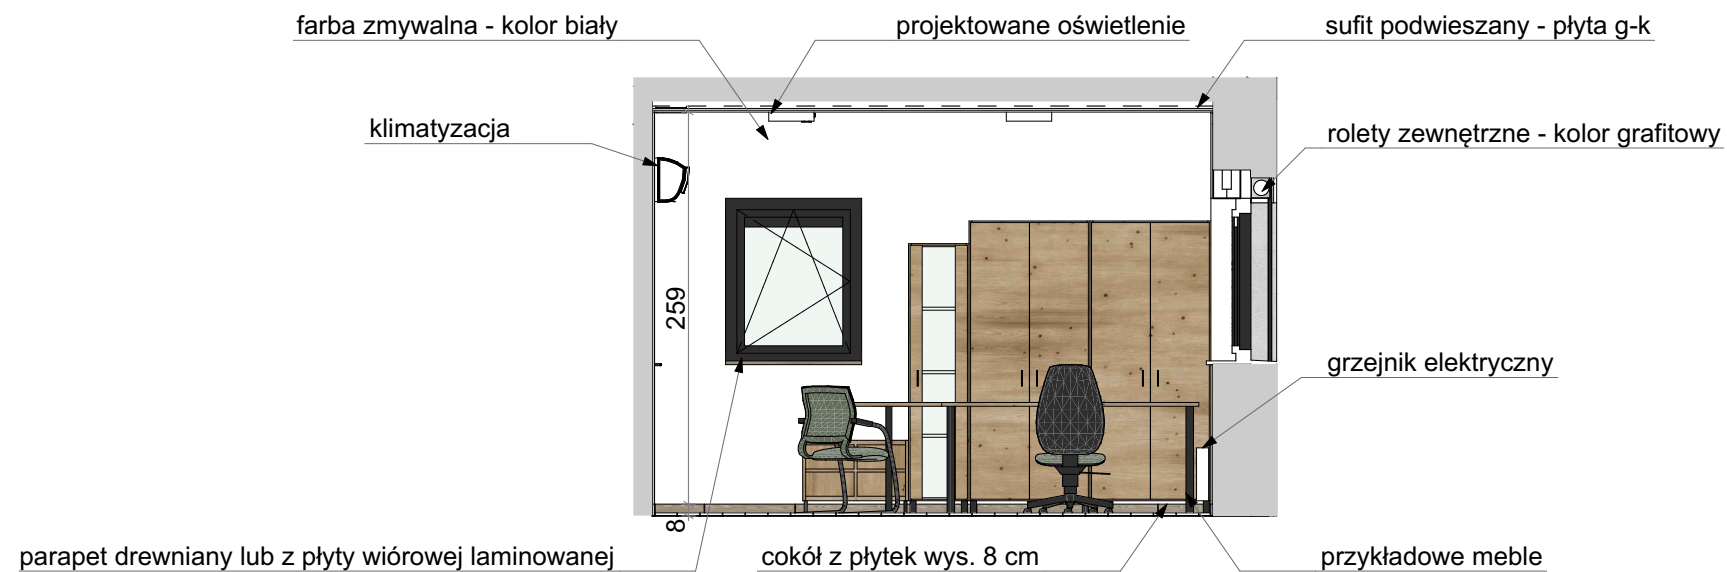 farba zmywalna - kolor biały
projektowane oświetlenie
sufit podwieszany - płyta g-k
klimatyzacja
rolety zewnętrzne - kolor grafitowy
259
grzejnik elektryczny
8
parapet drewniany lub z płyty wiórowej laminowanej
cokół z płytek wys. 8 cm
przykładowe meble